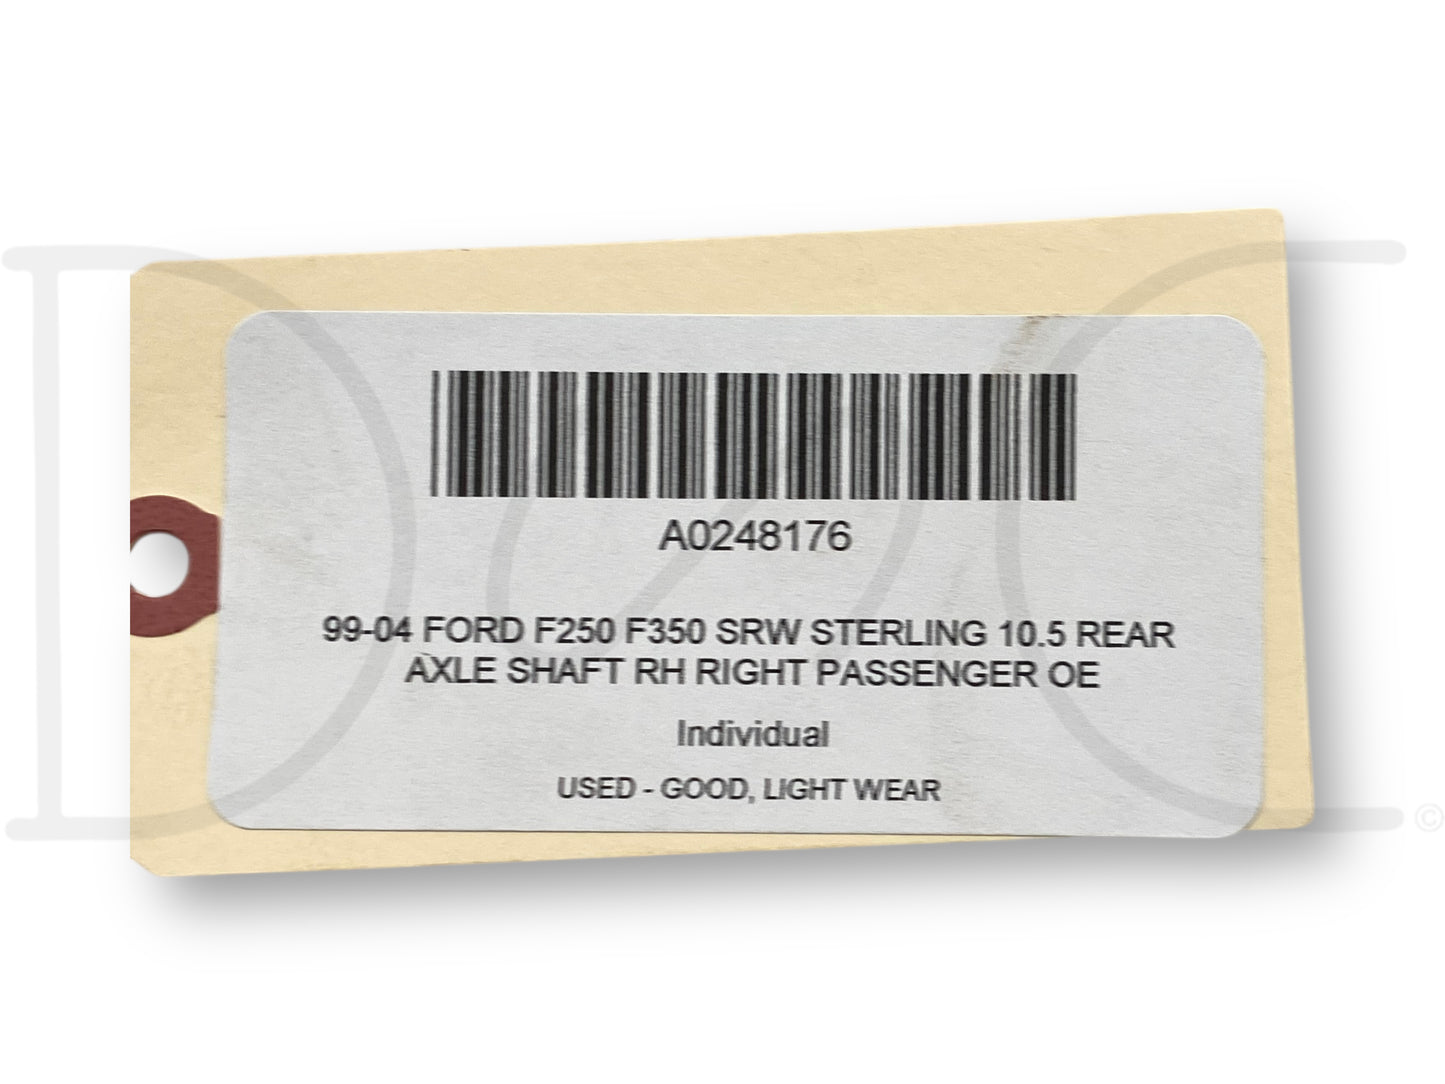 A0248176
99-04 FORD F250 F350 SRW STERLING 10.5 REAR
AXLE SHAFT RH RIGHT PASSENGER OE
Individual
USED - GOOD, LIGHT WEAR
©